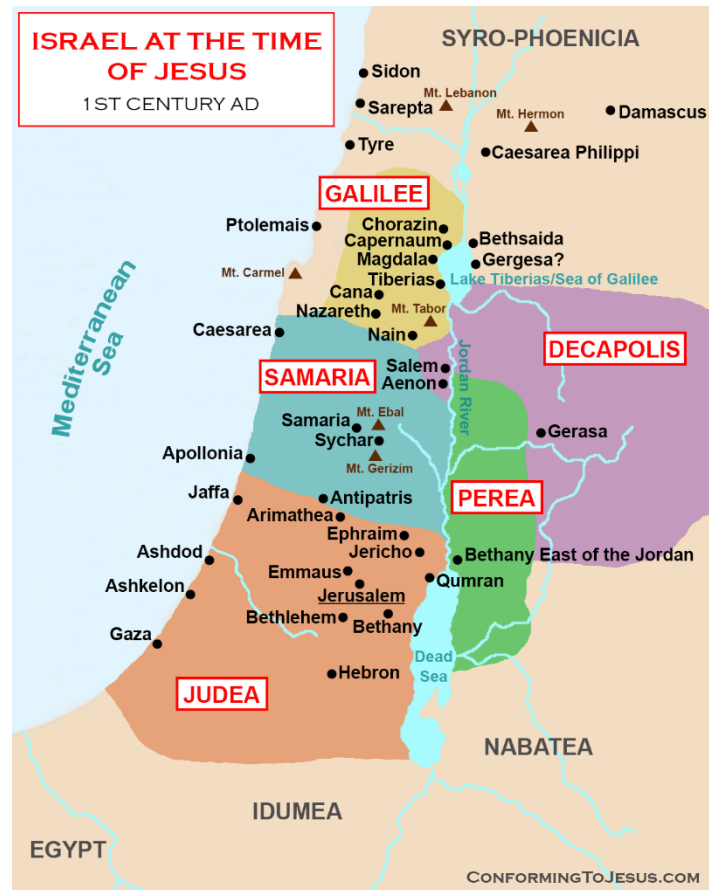 ISRAEL AT THE TIME
OF JESUS
1ST CENTURY AD
SYRO-PHOENICIA
Sidon
Mt. Lebanon
Sarepta
Mt. Hermon
Damascus
Tyre
Caesarea Philippi
GALILEE
Ptolemais
Chorazin
Capernaum
Bethsaida
Magdala
Gergesa?
Mt. Carmel
Tiberias
Lake Tiberias/Sea of Galilee
Cana
Nazareth
Mt. Tabor
Mediterranean
Sea
Caesarea
Nain
DECAPOLIS
Jordan River
SAMARIA
Salem
Aenon
Samaria
Mt. Ebal
Sychar
Gerasa
Apollonia
Mt. Gerizim
Jaffa
Antipatris
PEREA
Arimathea
Ephraim
Ashdod
Jericho
Bethany East of the Jordan
Emmaus
Qumran
Ashkelon
Jerusalem
Bethlehem
Bethany
Gaza
Dead
Sea
Hebron
JUDEA
NABATEA
IDUMEA
EGYPT
CONFORMINGTOJESUS.COM